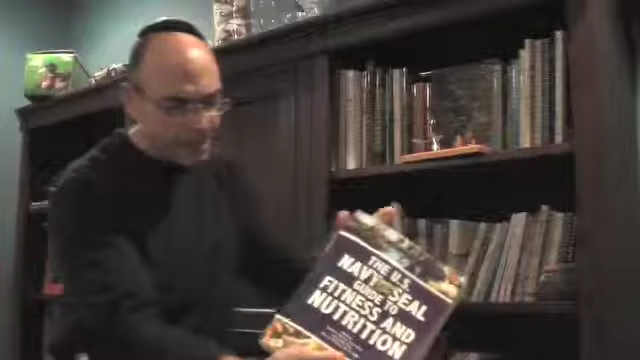 THE U.S.
NAVY SEAL
GUIDE TO
FITNESS AND
NUTRITION